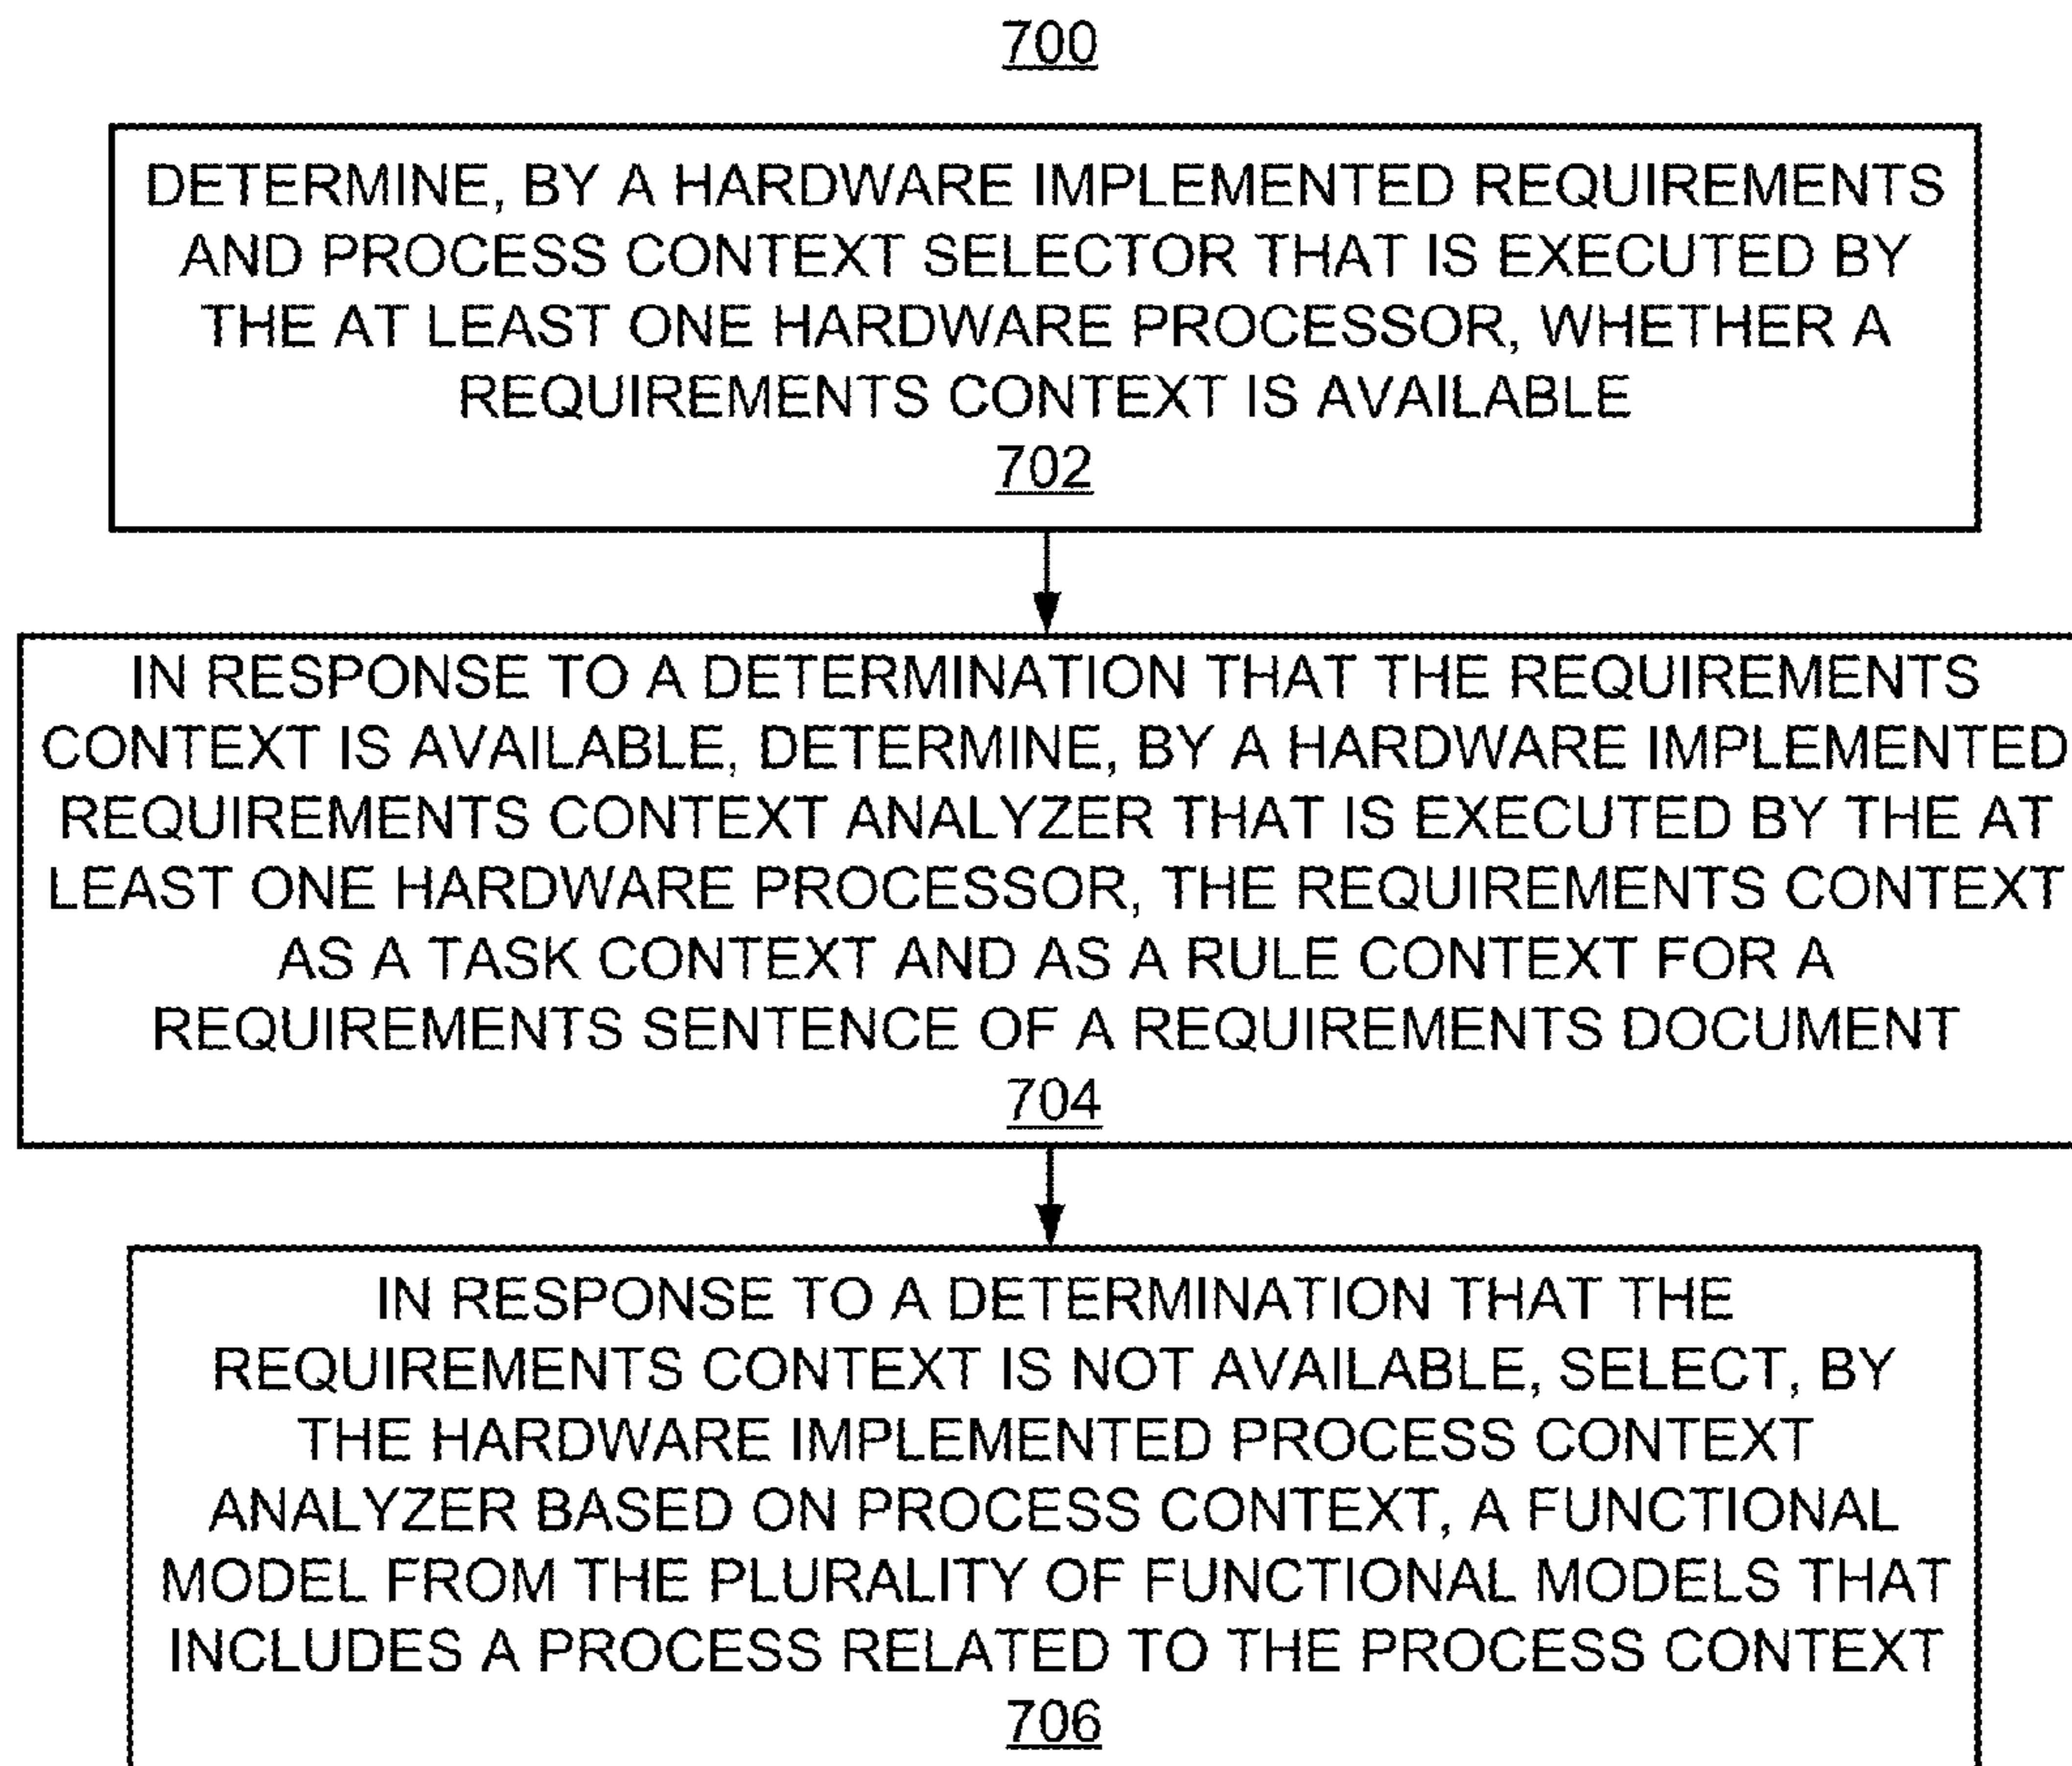 700
DETERMINE, BY A HARDWARE IMPLEMENTED REQUIREMENTS
AND PROCESS CONTEXT SELECTOR THAT IS EXECUTED BY
THE AT LEAST ONE HARDWARE PROCESSOR, WHETHER A
REQUIREMENTS CONTEXT IS AVAILABLE
702
IN RESPONSE TO A DETERMINATION THAT THE REQUIREMENTS
CONTEXT IS AVAILABLE, DETERMINE, BY A HARDWARE IMPLEMENTED
REQUIREMENTS CONTEXT ANALYZER THAT IS EXECUTED BY THE AT
LEAST ONE HARDWARE PROCESSOR, THE REQUIREMENTS CONTEXT
AS A TASK CONTEXT AND AS A RULE CONTEXT FOR A
REQUIREMENTS SENTENCE OF A REQUIREMENTS DOCUMENT
704
IN RESPONSE TO A DETERMINATION THAT THE
REQUIREMENTS CONTEXT IS NOT AVAILABLE, SELECT, BY
THE HARDWARE IMPLEMENTED PROCESS CONTEXT
ANALYZER BASED ON PROCESS CONTEXT, A FUNCTIONAL
MODEL FROM THE PLURALITY OF FUNCTIONAL MODELS THAT
INCLUDES A PROCESS RELATED TO THE PROCESS CONTEXT
706